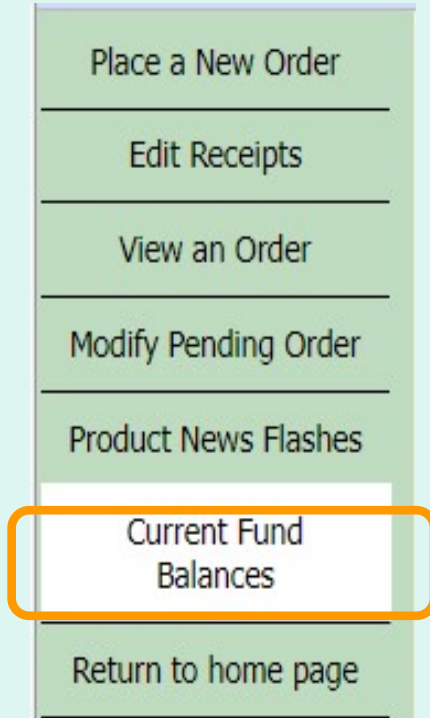 Place a New Order
Edit Receipts
View an Order
Modify Pending Order
Product News Flashes
Current Fund
Balances
Return to home page